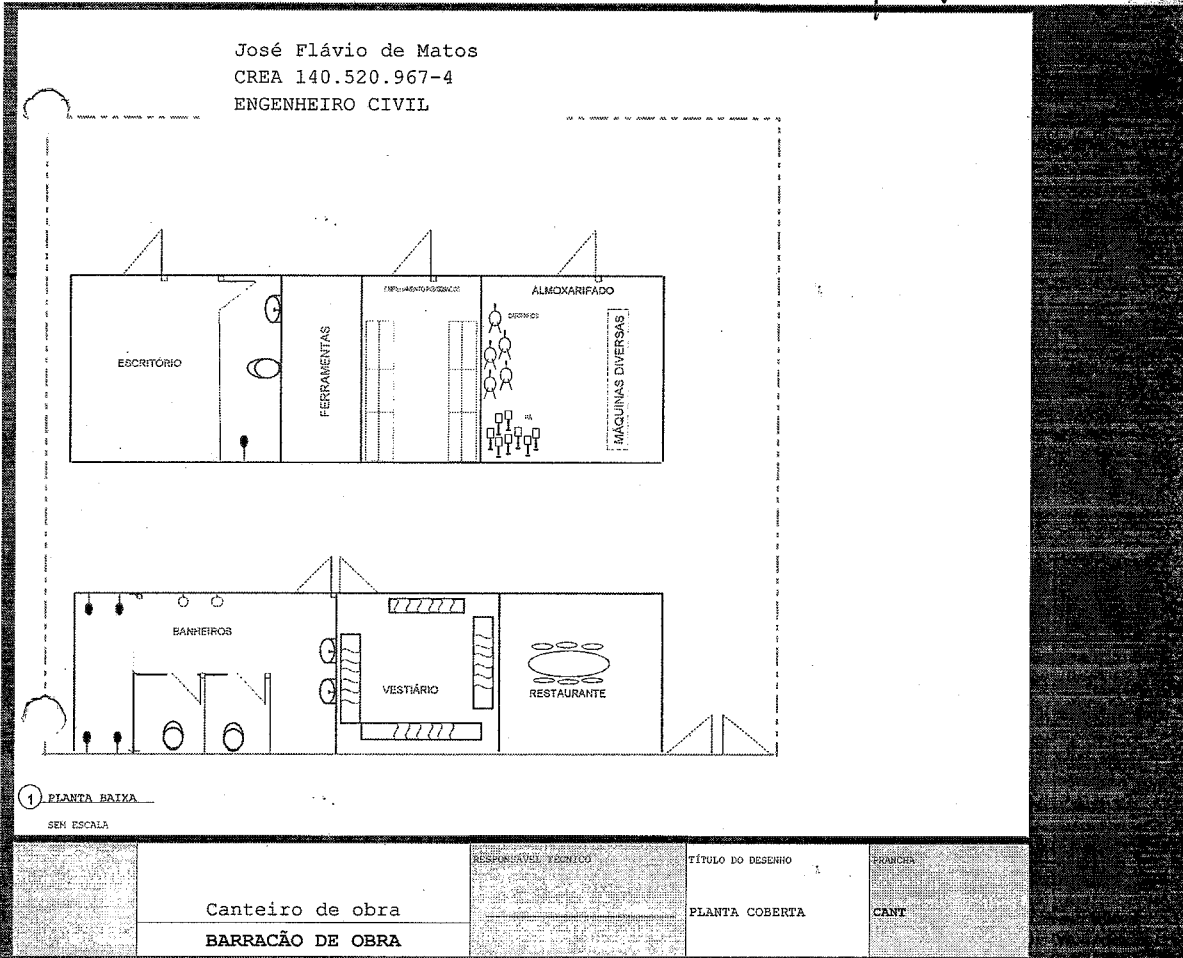 José Flávio de Matos
CREA 140.520.967-4
ENGENHEIRO CIVIL
ALMOXARIFADO
ESCRITÓRIO
FERRAMENTAS
MÁQUINAS DIVERSAS
PÁ
BANHEIROS
VESTIÁRIO
RESTAURANTE
1 PLANTA BAIXA
SEM ESCALA
RESPONSÁVEL TÉCNICO
TÍTULO DO DESENHO
PRANCHA
Canteiro de obra
PLANTA COBERTA
CANT
BARRACÃO DE OBRA